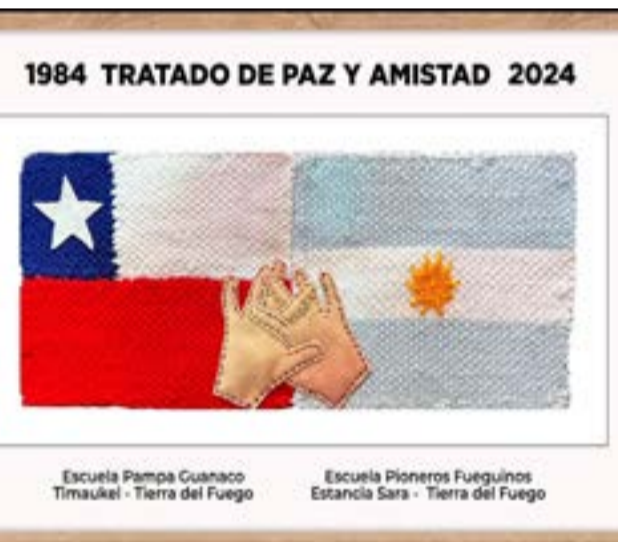 1984 TRATADO DE PAZ Y AMISTAD 2024
Escuela Pampa Guanaco
Timaukel - Tierra del Fuego
Escuela Pioneros Fueguinos
Estancia Sara - Tierra del Fuego